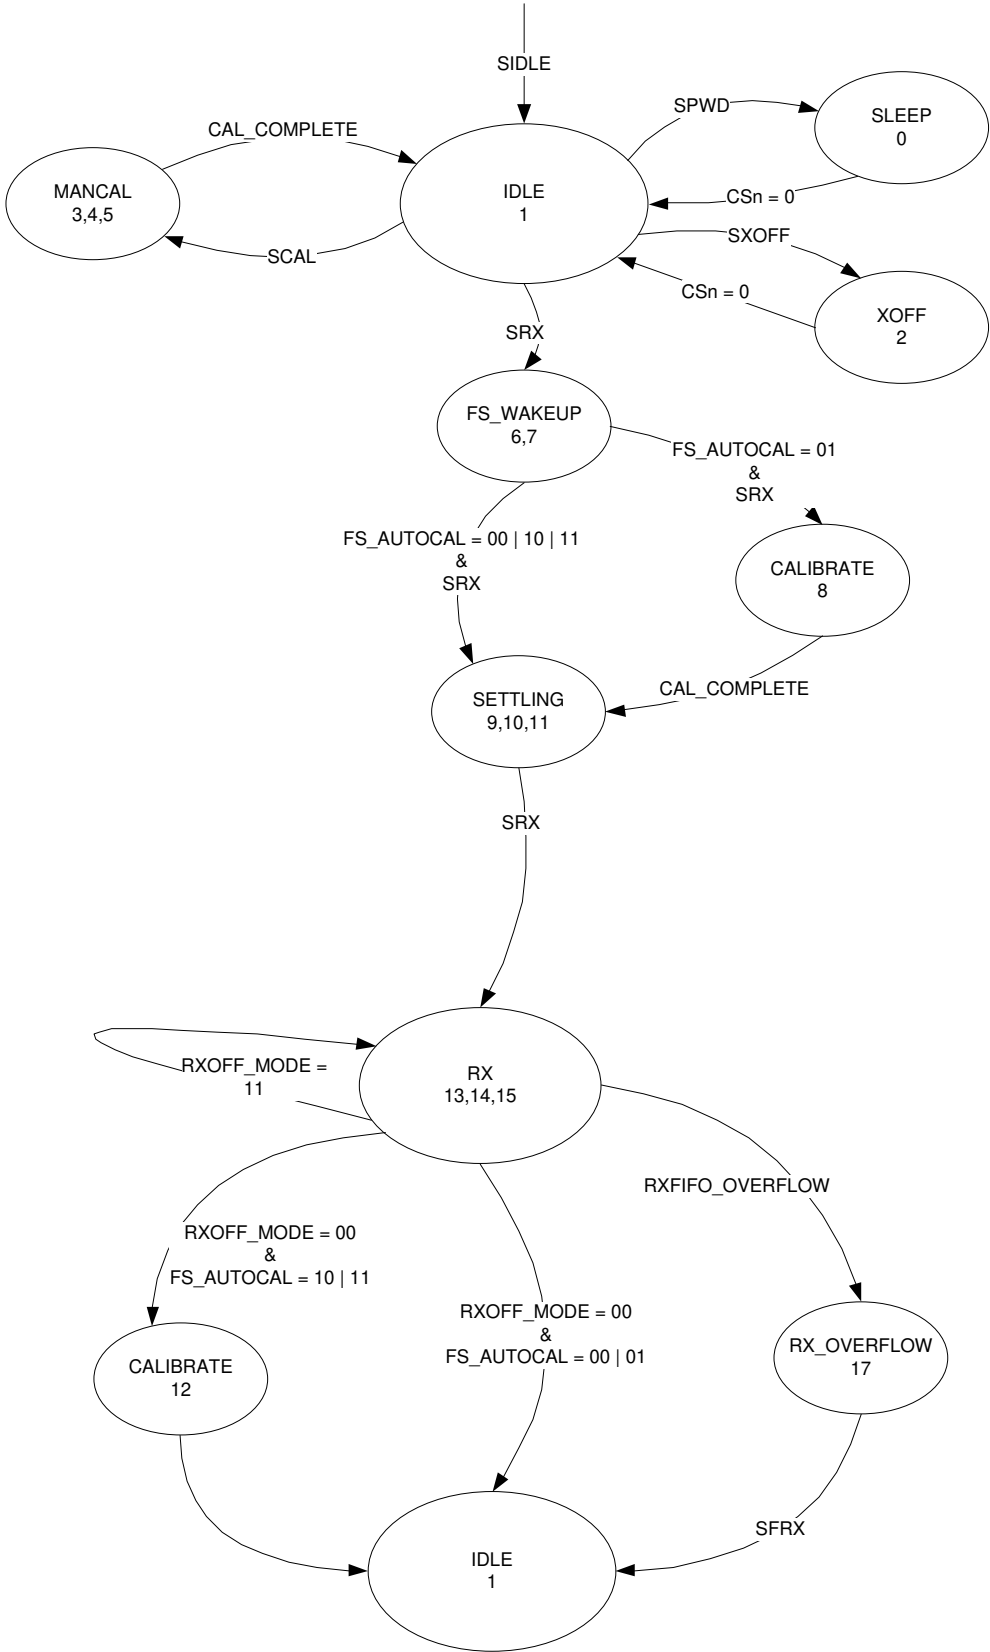 SIDLE
SPWD
SLEEP
0
CAL_COMPLETE
MANCAL
3,4,5
IDLE
1
CSn = 0
SXOFF
SCAL
CSn = 0
XOFF
2
SRX
FS_WAKEUP
6,7
FS_AUTOCAL = 01
&
SRX
FS_AUTOCAL = 00 | 10 | 11
&
SRX
CALIBRATE
8
SETTLING
9,10,11
CAL_COMPLETE
SRX
RXOFF_MODE =
11
RX
13,14,15
RXFIFO_OVERFLOW
RXOFF_MODE = 00
&
FS_AUTOCAL = 10 | 11
RXOFF_MODE = 00
&
FS_AUTOCAL = 00 | 01
CALIBRATE
12
RX_OVERFLOW
17
SFRX
IDLE
1